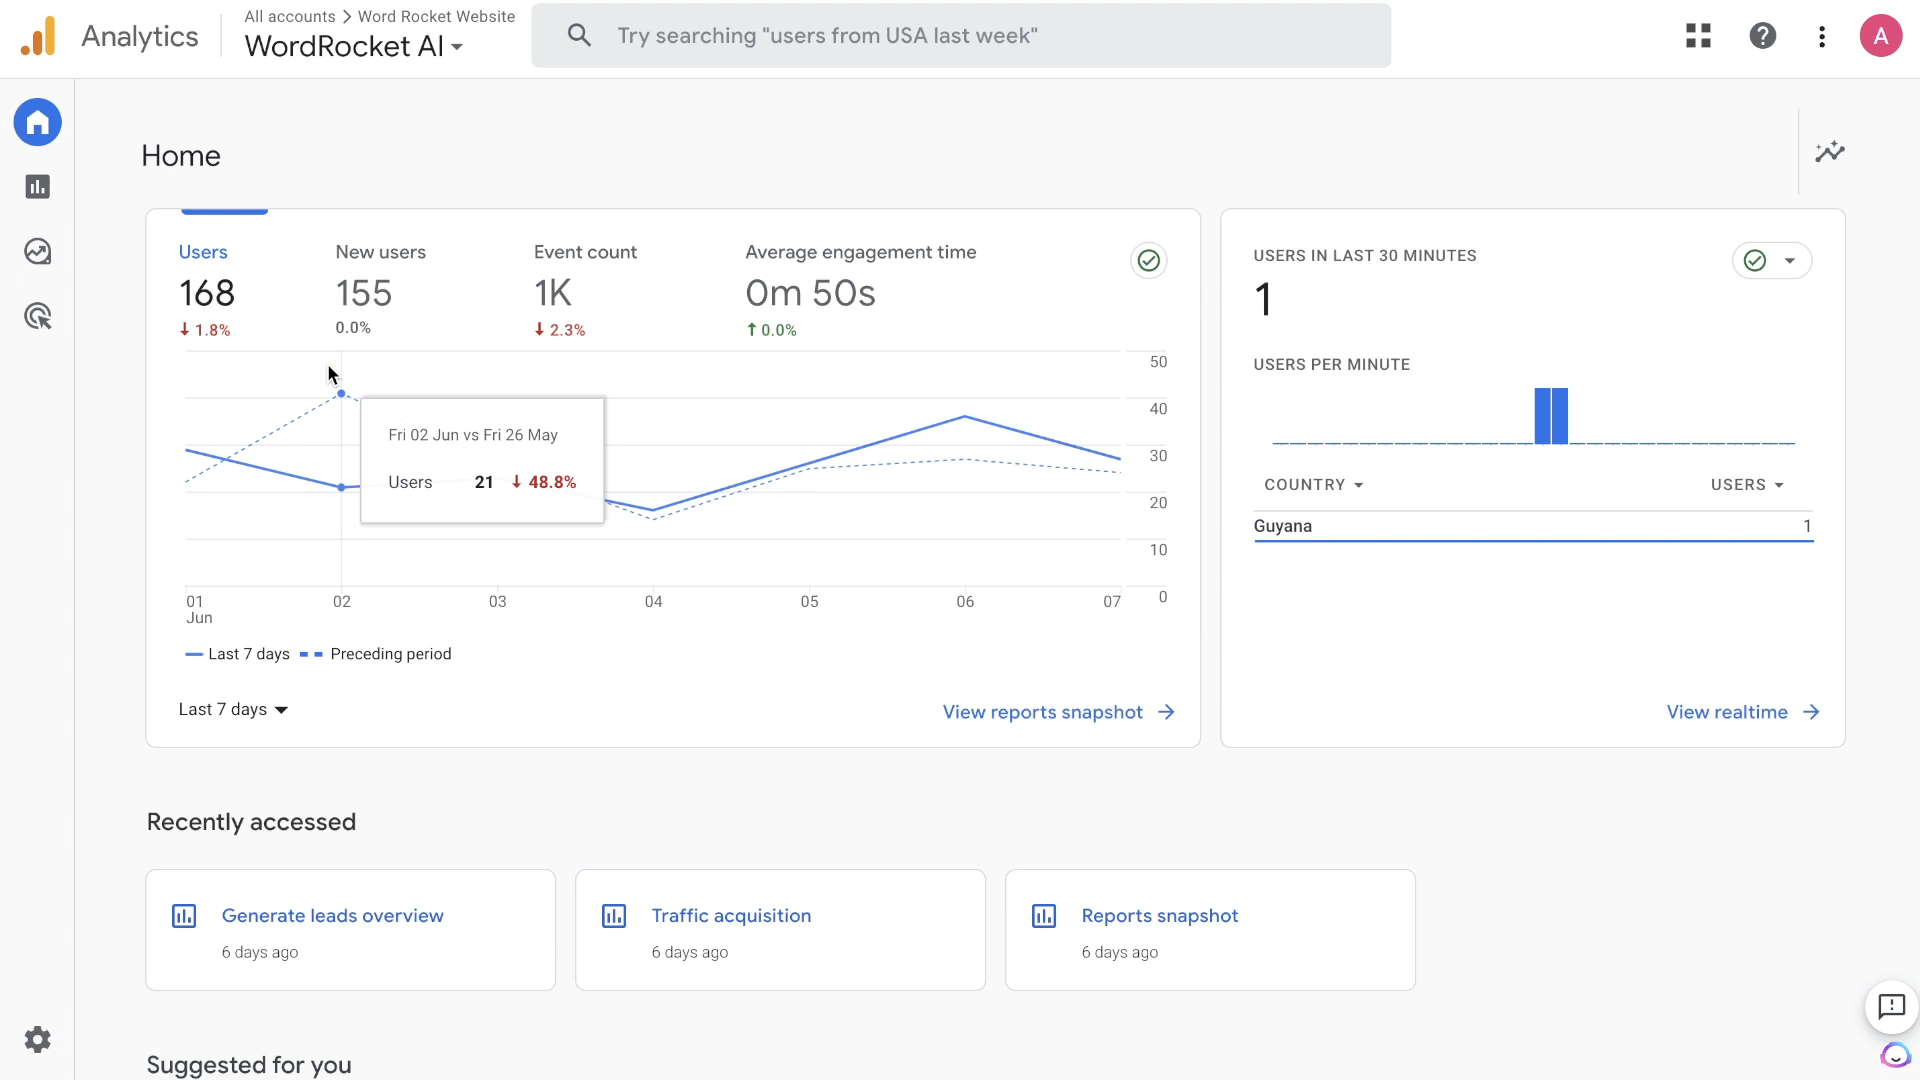 Analytics
All accounts > Word Rocket Website
WordRocket AI
Try searching "users from USA last week"
A
Home
Users
168
↓ 1.8%
New users
155
0.0%
Event count
1K
↓ 2.3%
Average engagement time
0m 50s
↑ 0.0%
50
40
30
20
10
0
Fri 02 Jun vs Fri 26 May
Users 21 ↓ 48.8%
01 02 03 04 05 06 07
Jun
Last 7 days Preceding period
Last 7 days
View reports snapshot →
USERS IN LAST 30 MINUTES
1
USERS PER MINUTE
COUNTRY USERS
Guyana 1
View realtime →
Recently accessed
Generate leads overview
6 days ago
Traffic acquisition
6 days ago
Reports snapshot
6 days ago
Suggested for you